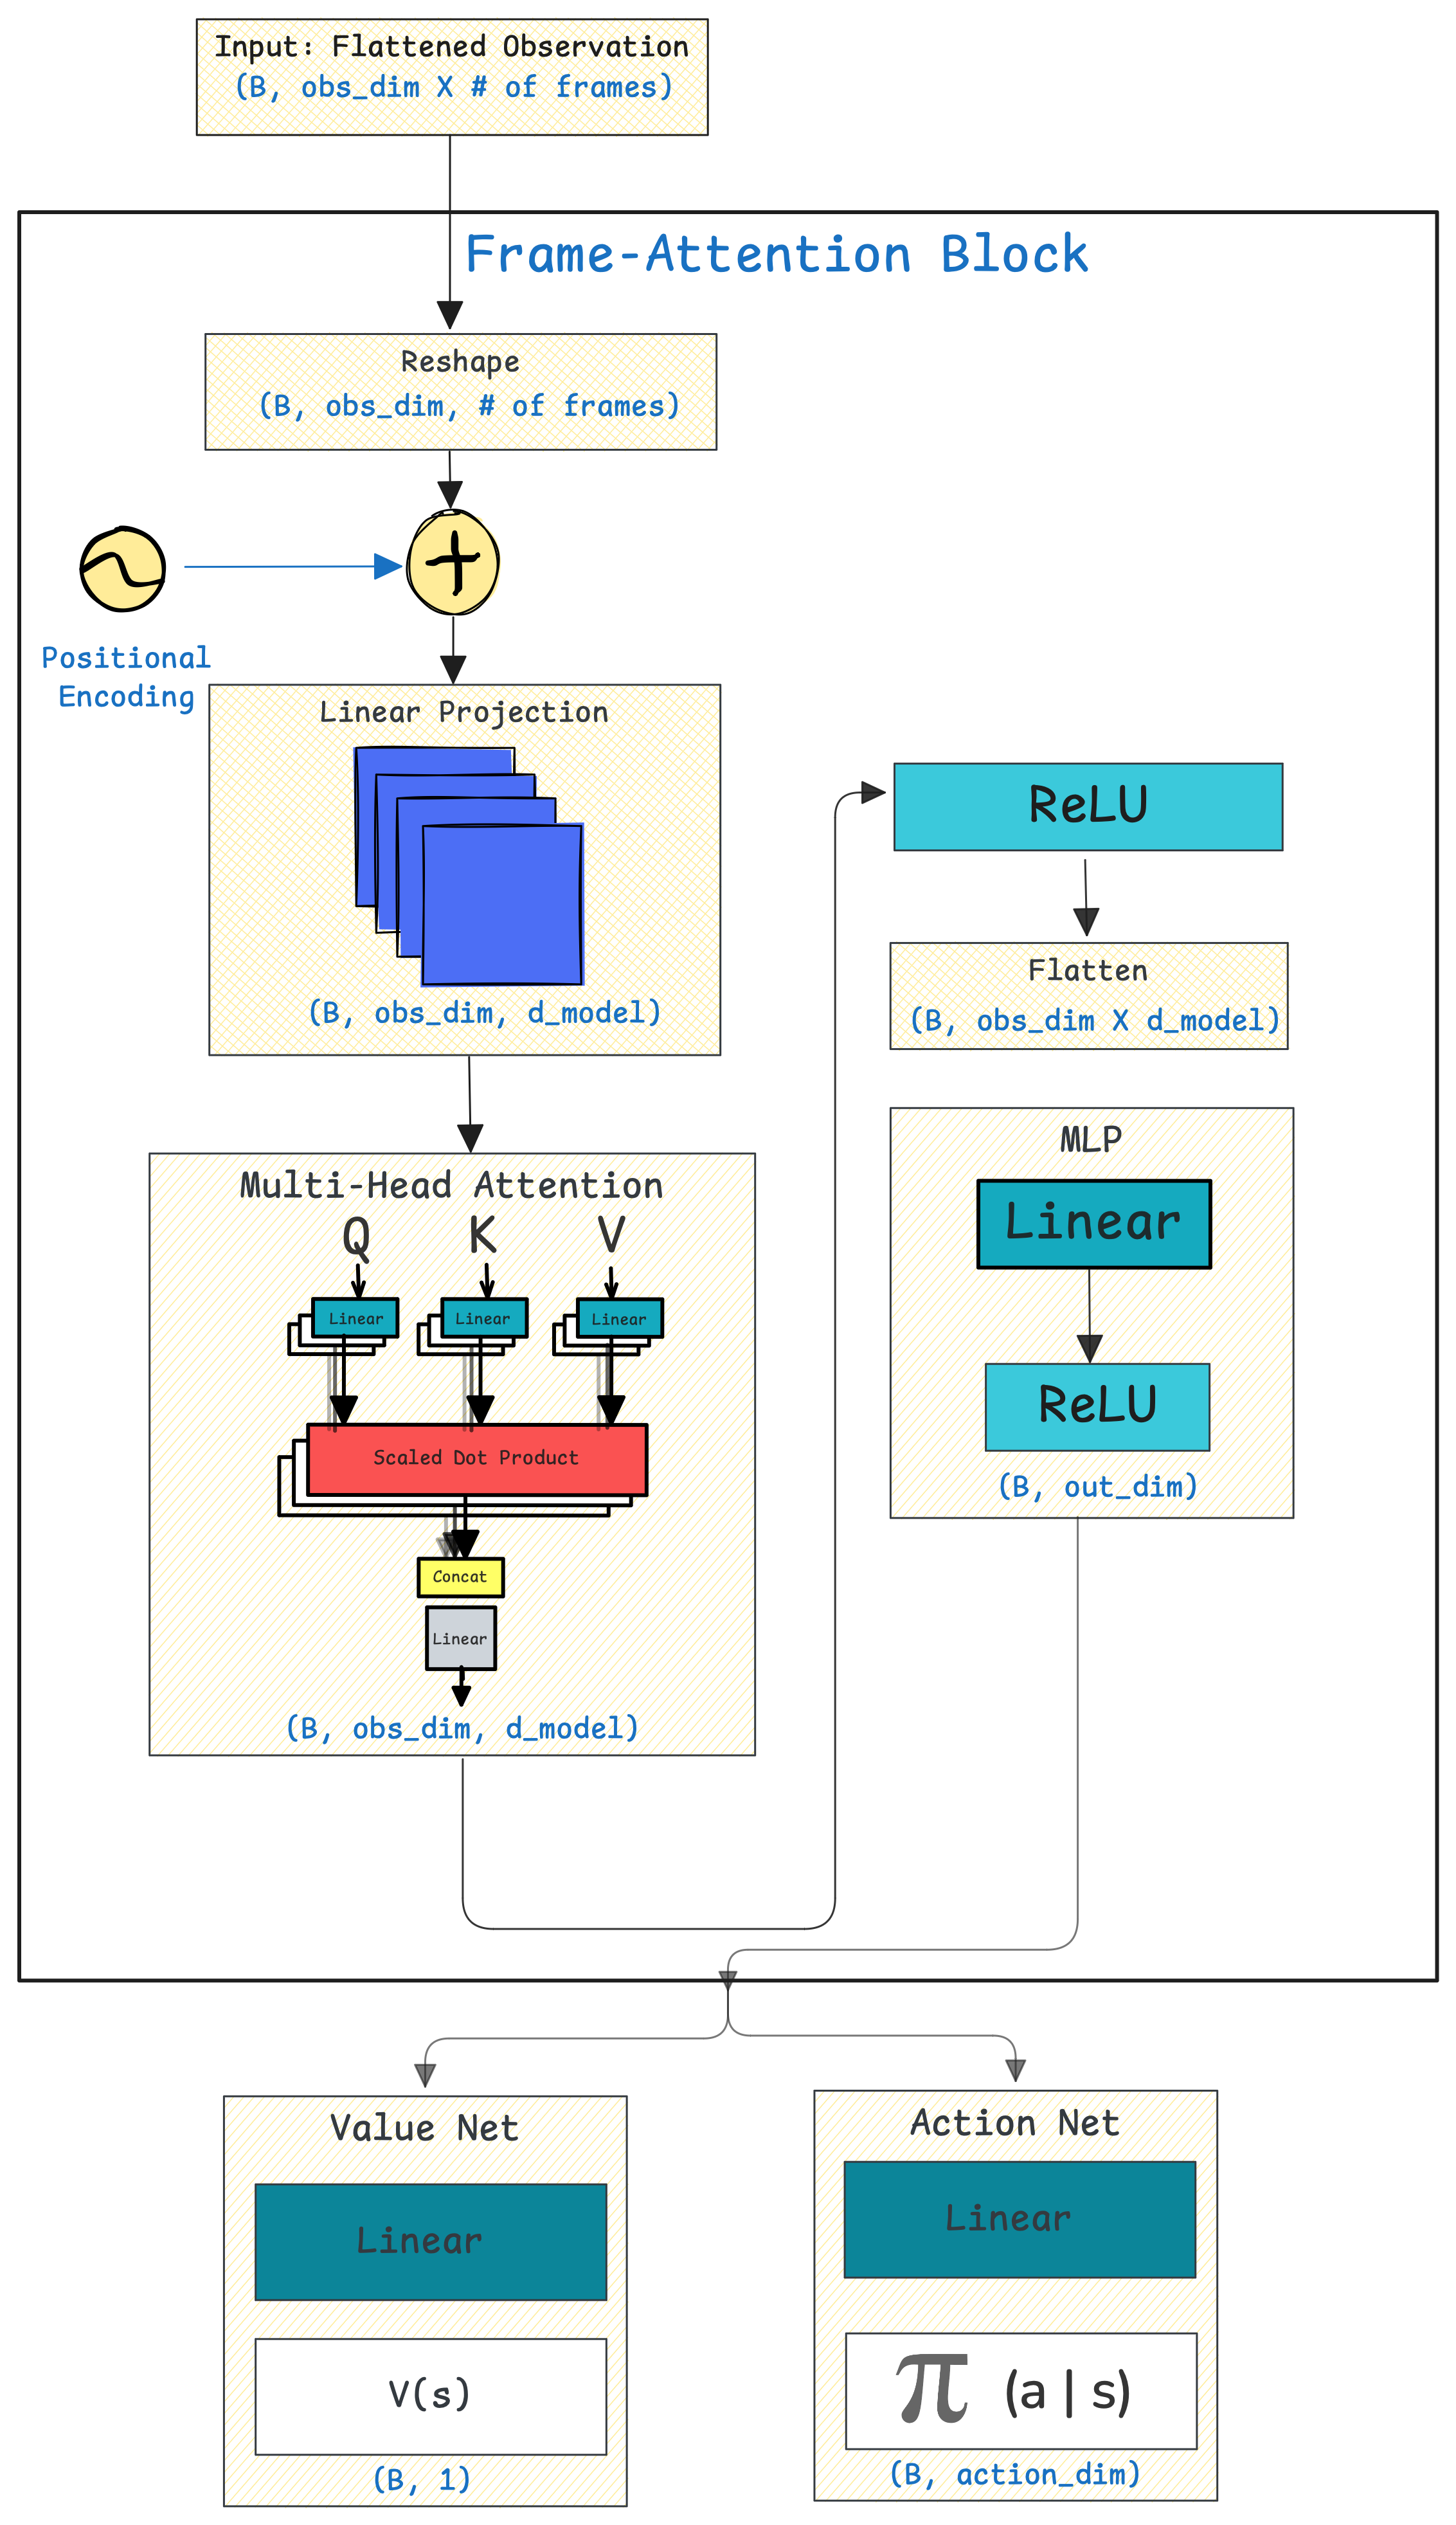 Input: Flattened Observation
(B, obs_dim X # of frames)
Frame-Attention Block
Reshape
(B, obs_dim, # of frames)
Positional
Encoding
Linear Projection
(B, obs_dim, d_model)
Multi-Head Attention
Q K V
Linear Linear Linear
Scaled Dot Product
Concat
Linear
(B, obs_dim, d_model)
ReLU
Flatten
(B, obs_dim X d_model)
MLP
Linear
ReLU
(B, out_dim)
Value Net
Linear
V(s)
(B, 1)
Action Net
Linear
π (a|s)
(B, action_dim)